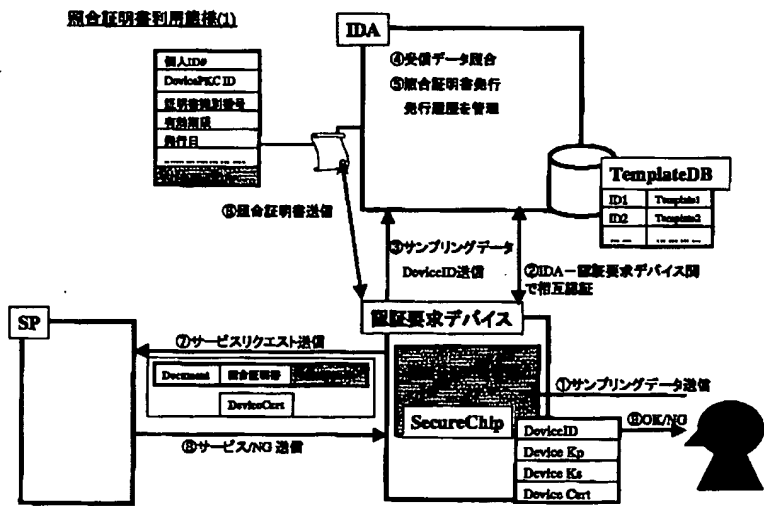 照合証明書利用態様(1)
IDA
④受信データ照合
⑤照合証明書発行
発行履歴を管理
個人ID#
DevicePKC ID
証明書識別番号
有効期限
発行日
... ... ... ... ... ...
TemplateDB
ID1 Template1
ID2 Template2
... ... ... ... ...
⑥照合証明書送信
③サンプリングデータ
DeviceID送信
②IDA－認証要求デバイス間
で相互認証
SP
認証要求デバイス
⑦サービスリクエスト送信
Document 照合証明書
DeviceCert
①サンプリングデータ送信
SecureChip
DeviceID
Device Kp
Device Ks
Device Cert
OK/NG
⑧サービス/NG 送信